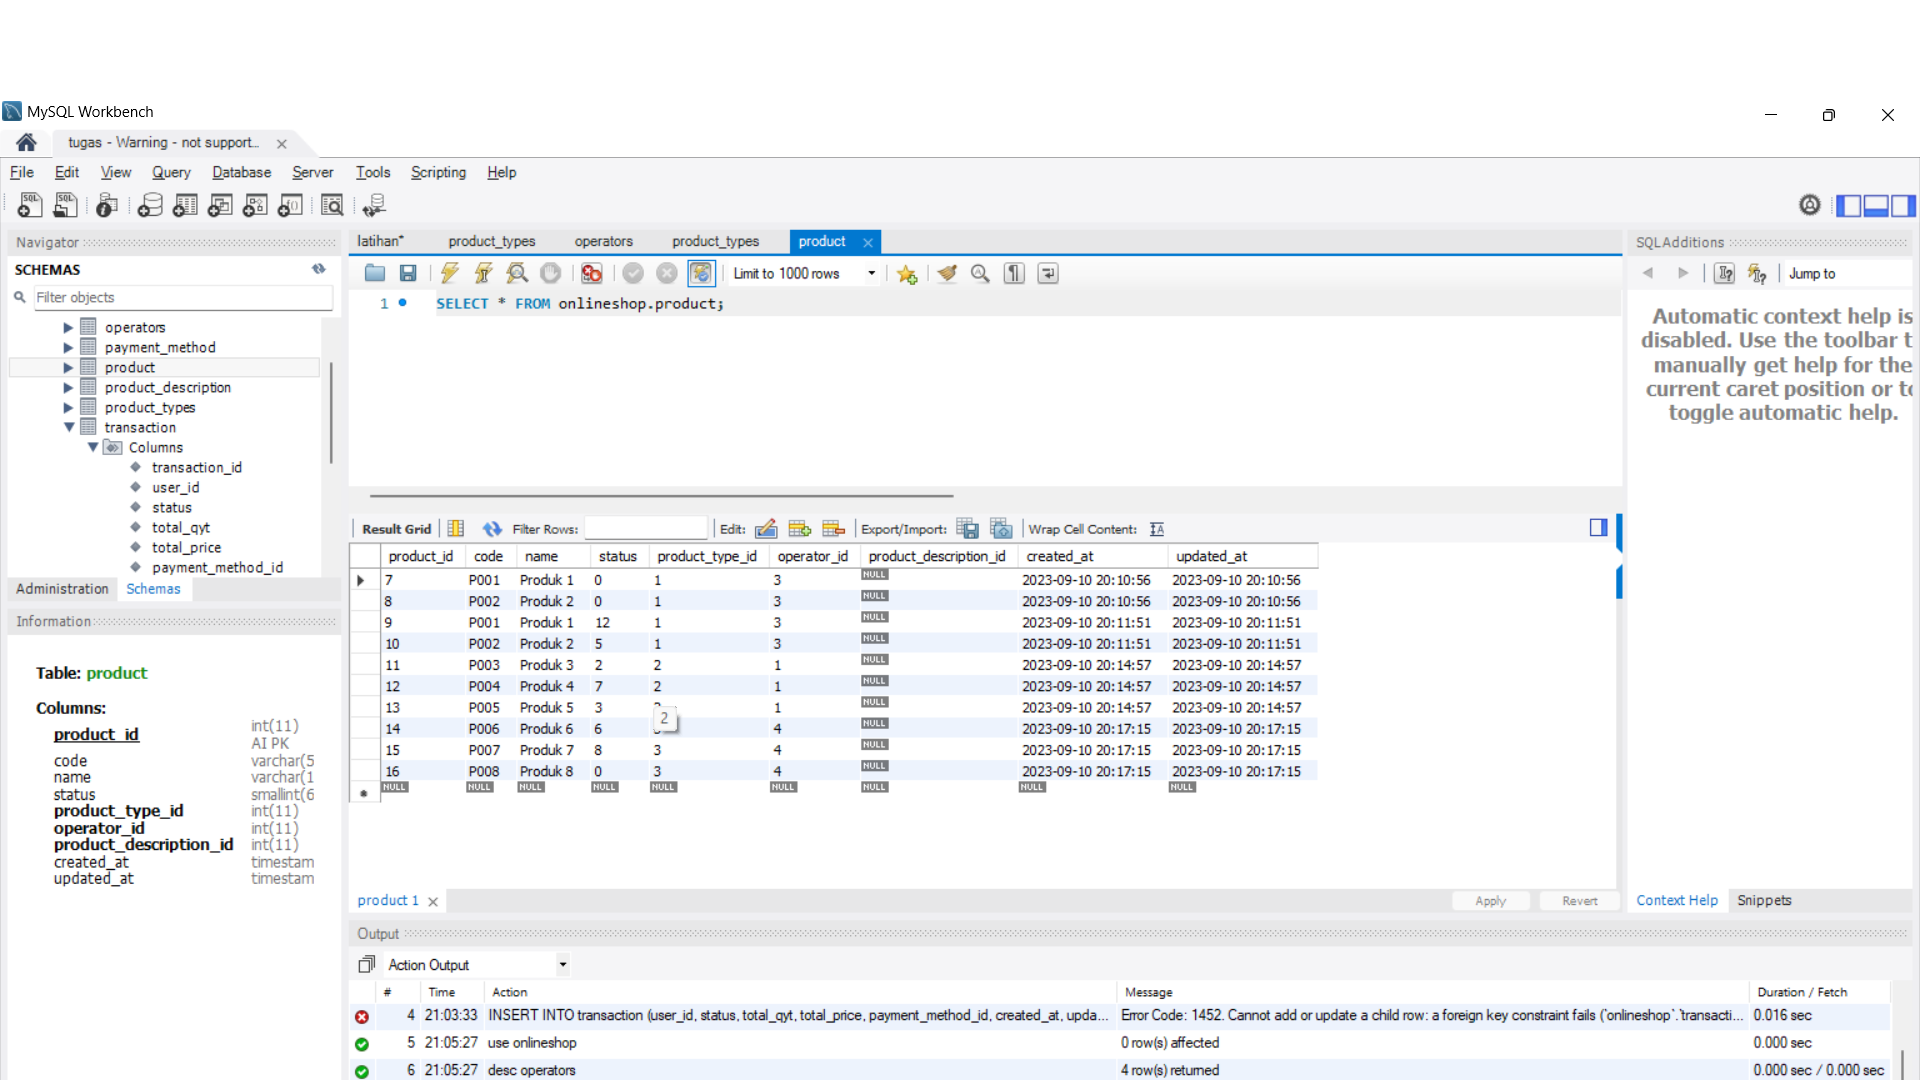 MySQL Workbench
tugas - Warning - not support...
File Edit View Query Database Server Tools Scripting Help
Navigator
SCHEMAS
Filter objects
operators
payment_method
product
product_description
product_types
transaction
Columns
transaction_id
user_id
status
total_qyt
total_price
payment_method_id
Administration Schemas
Information
Table: product
Columns:
product_id int(11) AI PK
code varchar(5
name varchar(1
status smallint(6
product_type_id int(11)
operator_id int(11)
product_description_id int(11)
created_at timestam
updated_at timestam
latihan* product_types operators product_types product
Limit to 1000 rows
1 SELECT * FROM onlineshop.product;
Result Grid Filter Rows: Edit: Export/Import: Wrap Cell Content:
product_id code name status product_type_id operator_id product_description_id created_at updated_at
7 P001 Produk 1 0 1 3 NULL 2023-09-10 20:10:56 2023-09-10 20:10:56
8 P002 Produk 2 0 1 3 NULL 2023-09-10 20:10:56 2023-09-10 20:10:56
9 P001 Produk 1 12 1 3 NULL 2023-09-10 20:11:51 2023-09-10 20:11:51
10 P002 Produk 2 5 1 3 NULL 2023-09-10 20:11:51 2023-09-10 20:11:51
11 P003 Produk 3 2 2 1 NULL 2023-09-10 20:14:57 2023-09-10 20:14:57
12 P004 Produk 4 7 2 1 NULL 2023-09-10 20:14:57 2023-09-10 20:14:57
13 P005 Produk 5 3 1 NULL 2023-09-10 20:14:57 2023-09-10 20:14:57
2
14 P006 Produk 6 6 4 NULL 2023-09-10 20:17:15 2023-09-10 20:17:15
15 P007 Produk 7 8 3 4 NULL 2023-09-10 20:17:15 2023-09-10 20:17:15
16 P008 Produk 8 0 3 4 NULL 2023-09-10 20:17:15 2023-09-10 20:17:15
NULL NULL NULL NULL NULL NULL NULL NULL NULL
product 1 Apply Revert
Output
Action Output
# Time Action Message Duration / Fetch
4 21:03:33 INSERT INTO transaction (user_id, status, total_qyt, total_price, payment_method_id, created_at, upda... Error Code: 1452. Cannot add or update a child row: a foreign key constraint fails (`onlineshop`.`transacti... 0.016 sec
5 21:05:27 use onlineshop 0 row(s) affected 0.000 sec
6 21:05:27 desc operators 4 row(s) returned 0.000 sec / 0.000 sec
SQLAdditions
Jump to
Automatic context help is
disabled. Use the toolbar t
manually get help for the
current caret position or to
toggle automatic help.
Context Help Snippets